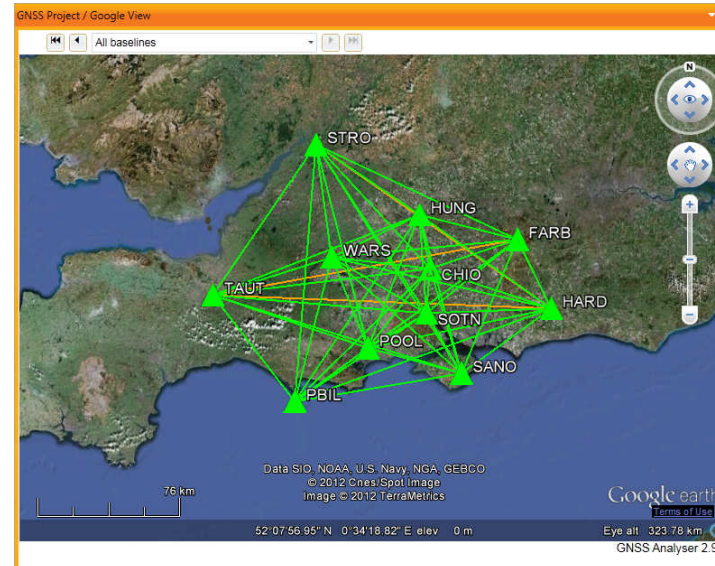 GNSS Project / Google View
All baselines
N
STRO
HUNG
FARB
WARS
CHIO
TAUT
HARD
SOTN
POOL
SANO
PBIL
Data SIO, NOAA, U.S. Navy, NGA, GEBCO
© 2012 Cnes/Spot Image
Image © 2012 TerraMetrics
76 km
Google earth
Terms of Use
52°07'56.95" N 0°34'18.82" E elev 0 m
Eye alt 323.78 km
GNSS Analyser 2.9